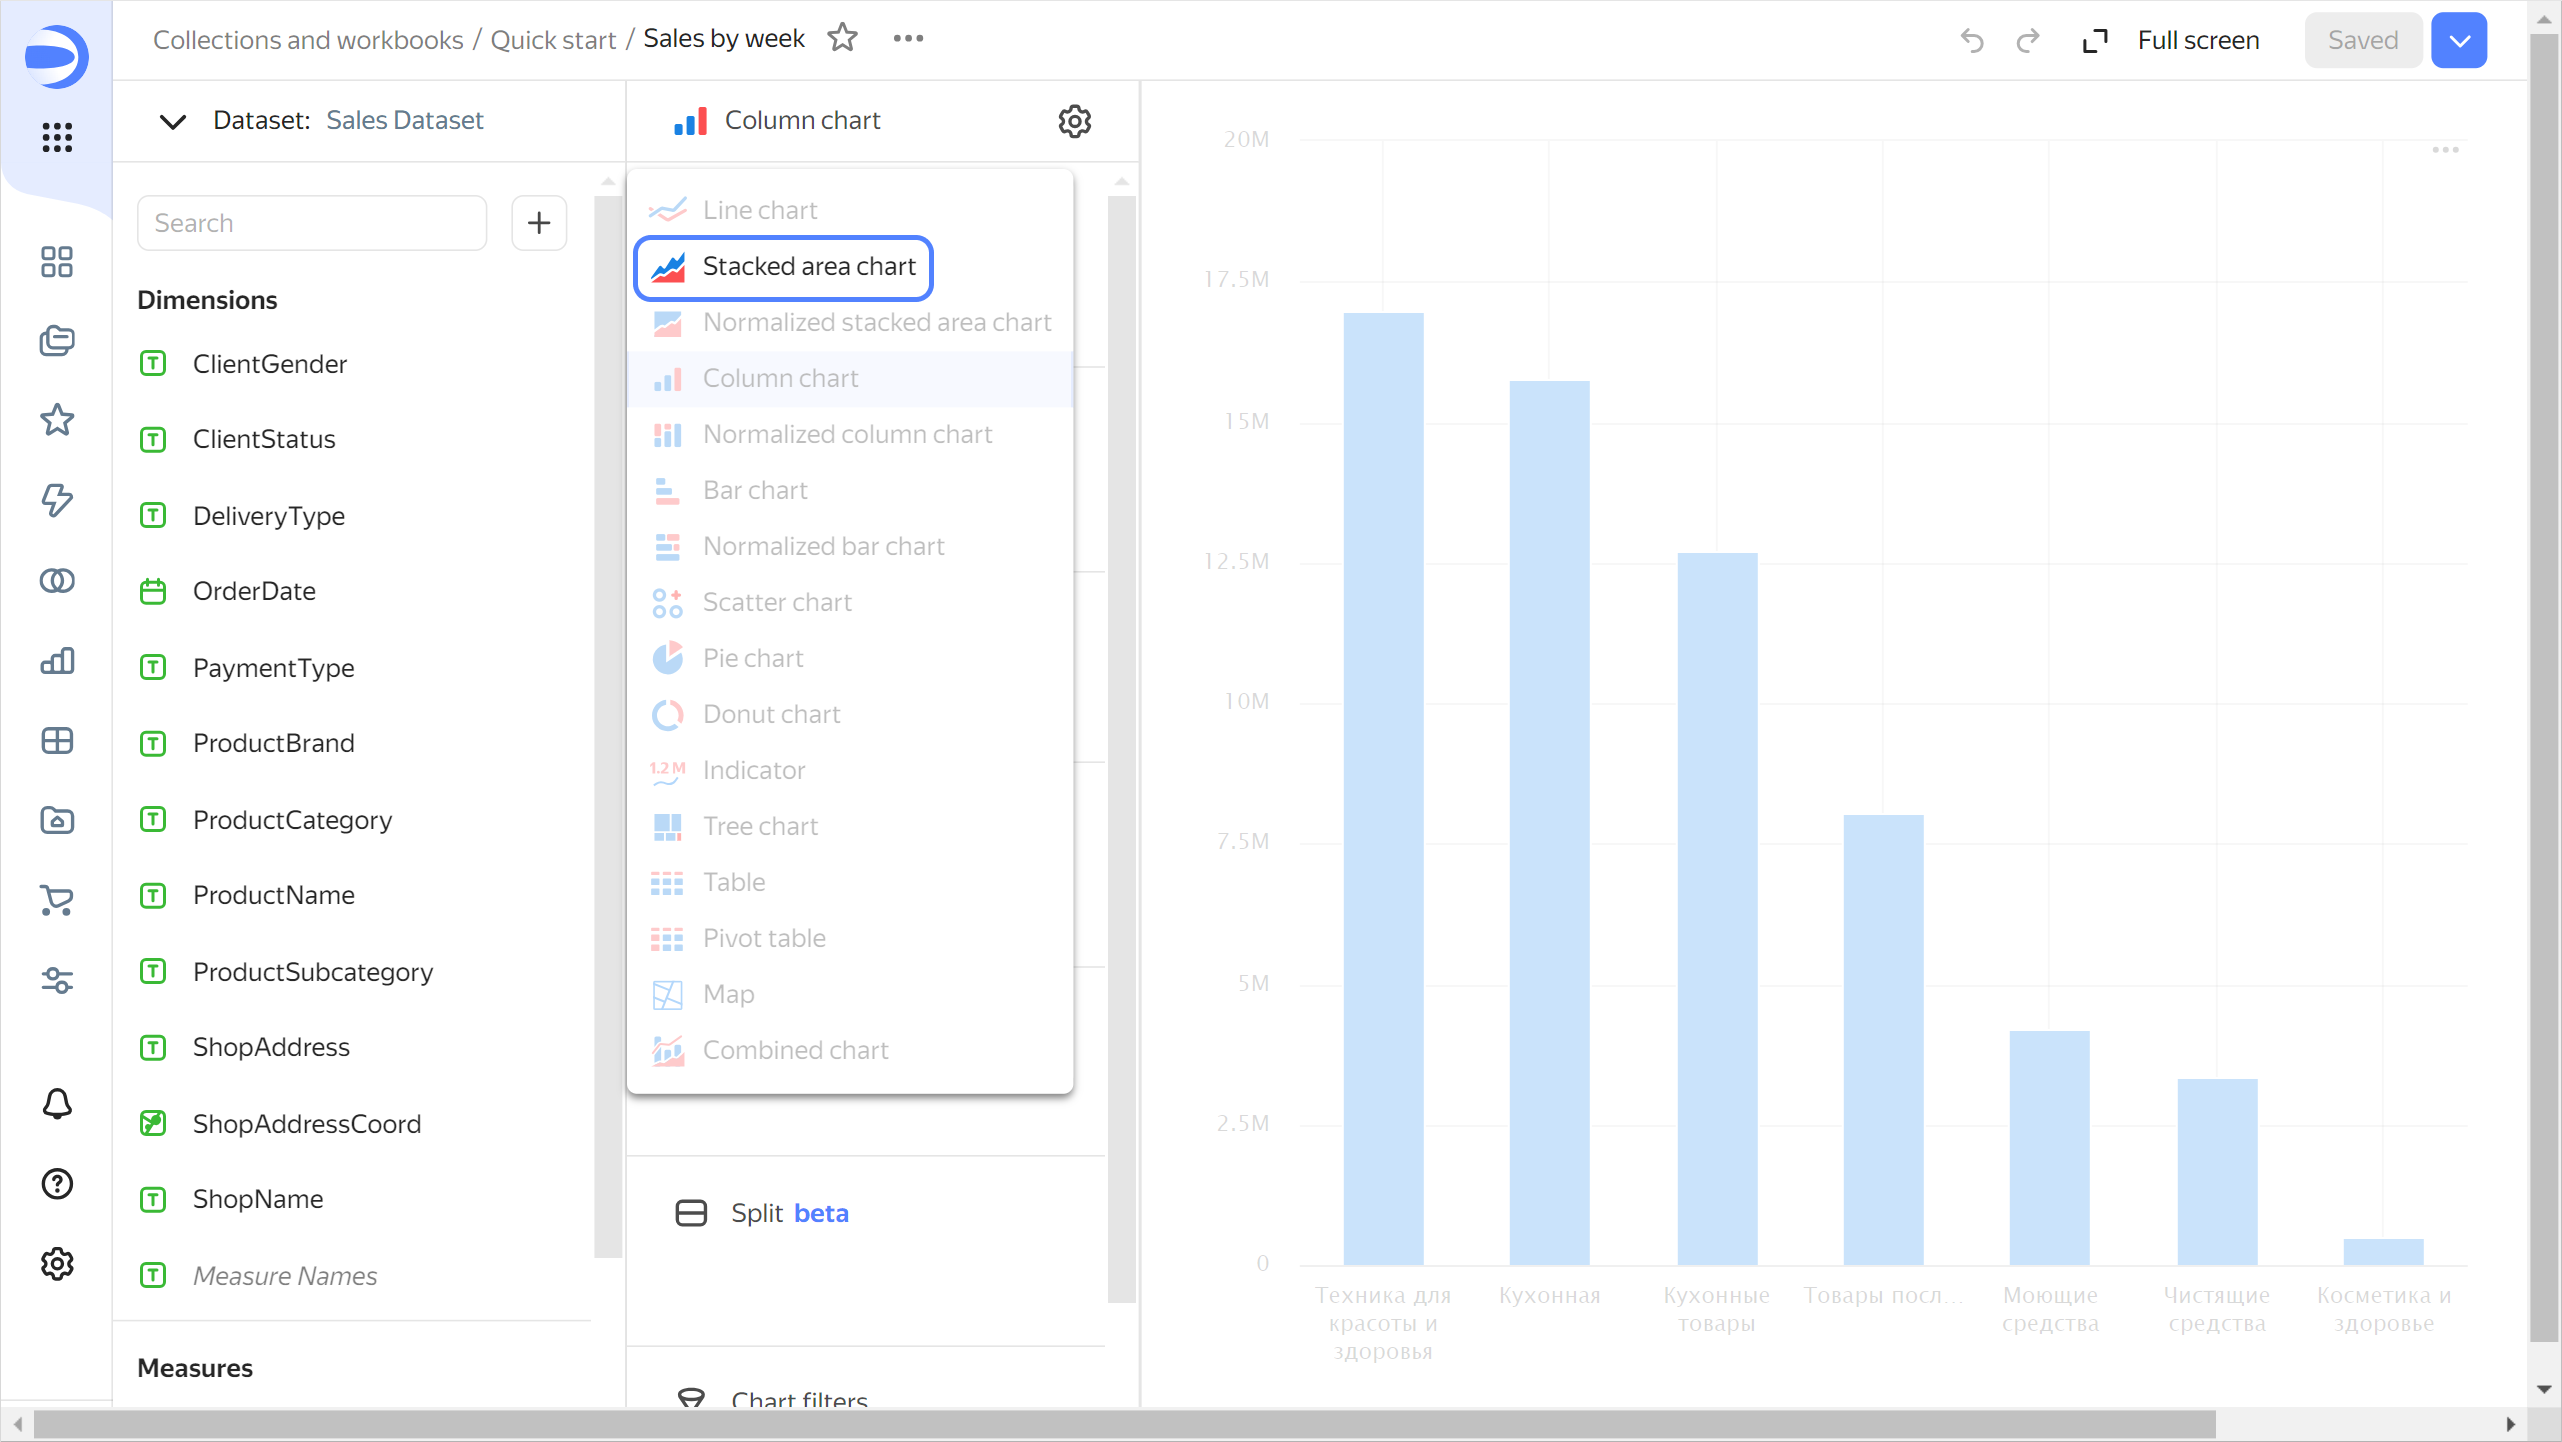 Collections and workbooks / Quick start / Sales by week
Full screen
Saved
Dataset: Sales Dataset
Search
Dimensions
ClientGender
ClientStatus
DeliveryType
OrderDate
PaymentType
ProductBrand
ProductCategory
ProductName
ProductSubcategory
ShopAddress
ShopAddressCoord
ShopName
Measure Names
Measures
Column chart
Line chart
Stacked area chart
Normalized stacked area chart
Column chart
Normalized column chart
Bar chart
Normalized bar chart
Scatter chart
Pie chart
Donut chart
1.2 M Indicator
Tree chart
Table
Pivot table
Map
Combined chart
Split beta
Chart filters
20M
17.5M
15M
12.5M
10M
7.5M
5M
2.5M
0
Техника для
красоты и
здоровья
Кухонная
Кухонные
товары
Товары посл...
Моющие
средства
Чистящие
средства
Косметика и
здоровье